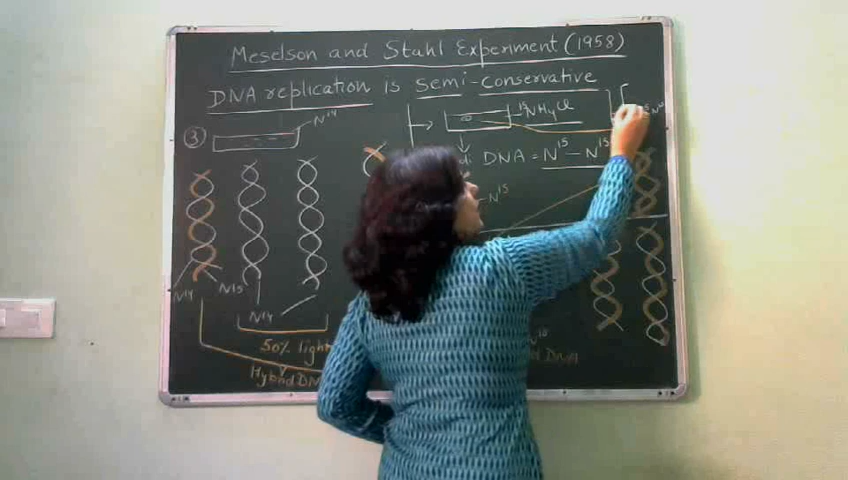 Meselson and Stahl Experiment (1958)
DNA replication is Semi-Conservative
③ N14
15NH4Cl
DNA = N15 – N15
N15
N14 N15
N14
50% light
Hybrid DN
DNA